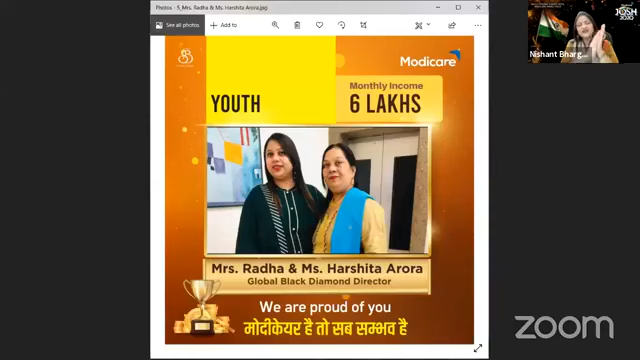 Photos - 5_Mrs. Radha & Ms. Harshita Arora.jpg
See all photos
Add to
Modicare
Monthly Income
6 LAKHS
YOUTH
Mrs. Radha & Ms. Harshita Arora
Global Black Diamond Director
We are proud of you
मोदीकेयर है तो सब सम्भव है
JOSH
Nishant Bharg...
zoom